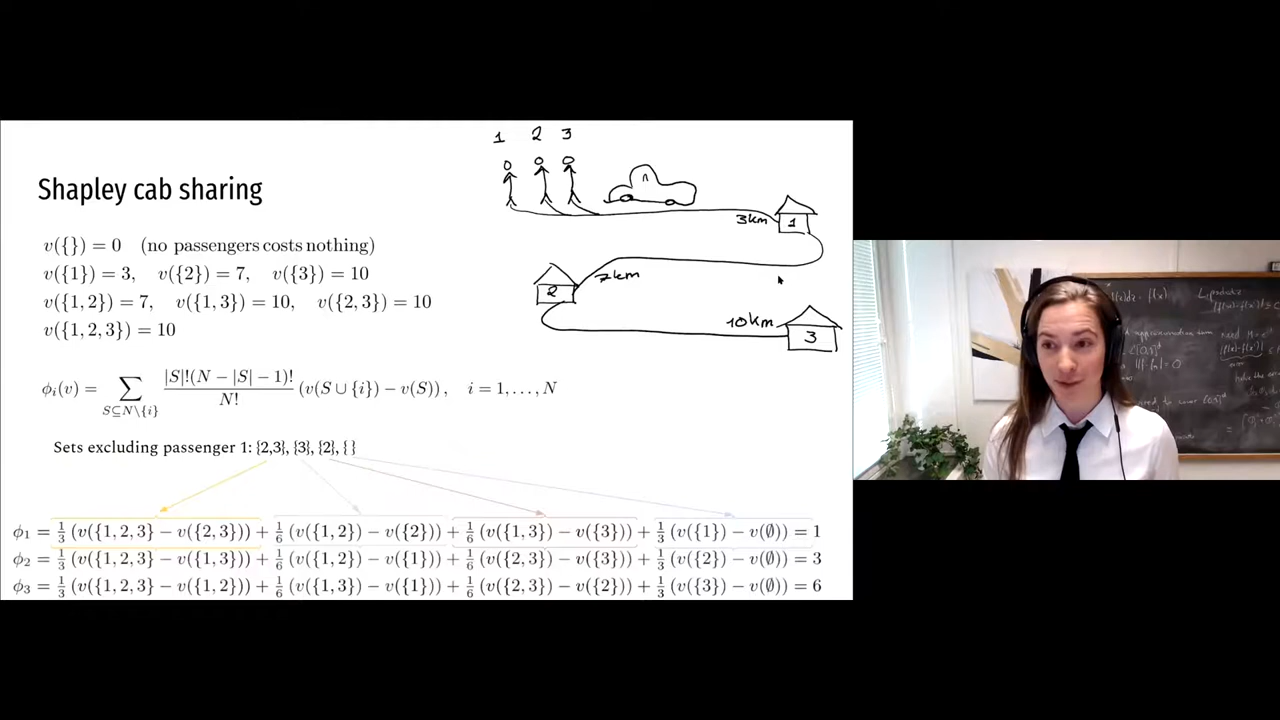 Shapley cab sharing
v({}) = 0 (no passengers costs nothing)
v({1}) = 3, v({2}) = 7, v({3}) = 10
v({1, 2}) = 7, v({1, 3}) = 10, v({2, 3}) = 10
v({1, 2, 3}) = 10
ϕᵢ(v) = ∑_{S⊆N\{i}} |S|!(N − |S| − 1)!/N! (v(S ∪ {i}) − v(S)), i = 1, . . . , N
Sets excluding passenger 1: {2,3}, {3}, {2}, { }
ϕ₁ = 1/3 (v({1, 2, 3} − v({2, 3})) + 1/6 (v({1, 2}) − v({2})) + 1/6 (v({1, 3}) − v({3})) + 1/3 (v({1}) − v(∅)) = 1
ϕ₂ = 1/3 (v({1, 2, 3} − v({1, 3})) + 1/6 (v({1, 2}) − v({1})) + 1/6 (v({2, 3}) − v({3})) + 1/3 (v({2}) − v(∅)) = 3
ϕ₃ = 1/3 (v({1, 2, 3} − v({1, 2})) + 1/6 (v({1, 3}) − v({1})) + 1/6 (v({2, 3}) − v({2})) + 1/3 (v({3}) − v(∅)) = 6
1 2 3
3km 1
2 7km
10km 3